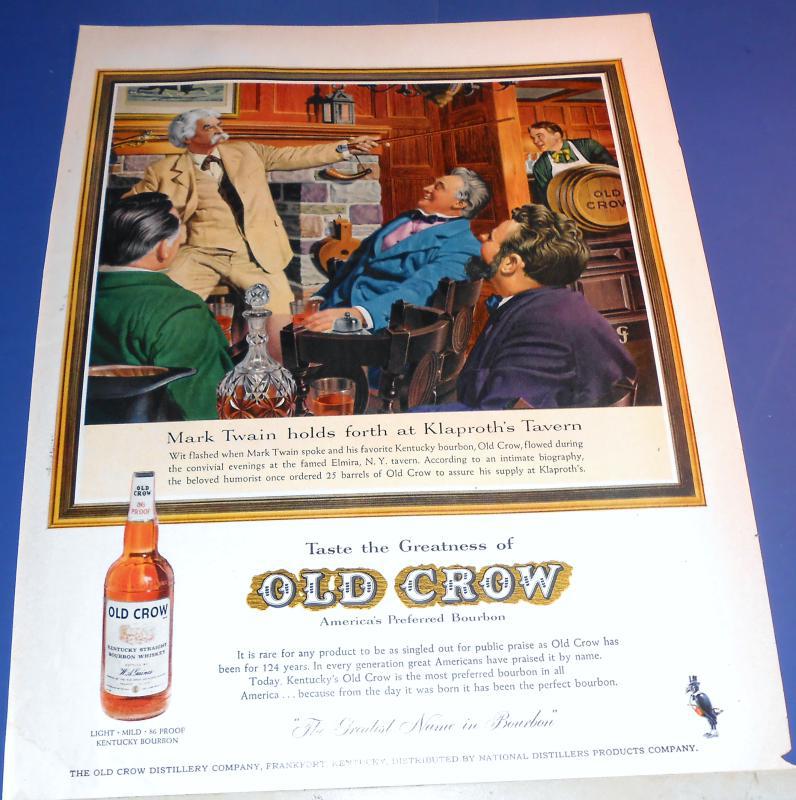 OLD
CROW
Mark Twain holds forth at Klaproth's Tavern
Wit flashed when Mark Twain spoke and his favorite Kentucky bourbon, Old Crow, flowed during
the convivial evenings at the famed Elmira, N. Y. tavern. According to an intimate biography,
the beloved humorist once ordered 25 barrels of Old Crow to assure his supply at Klaproth's.
OLD
CROW
86
PROOF
OLD CROW
KENTUCKY STRAIGHT
BOURBON WHISKEY
LIGHT • MILD • 86 PROOF
KENTUCKY BOURBON
Taste the Greatness of
OLD CROW
America's Preferred Bourbon
It is rare for any product to be as singled out for public praise as Old Crow has
been for 124 years. In every generation great Americans have praised it by name.
Today, Kentucky's Old Crow is the most preferred bourbon in all
America . . . because from the day it was born it has been the perfect bourbon.
"The Greatest Name in Bourbon"
THE OLD CROW DISTILLERY COMPANY, FRANKFORT, KENTUCKY, DISTRIBUTED BY NATIONAL DISTILLERS PRODUCTS COMPANY.